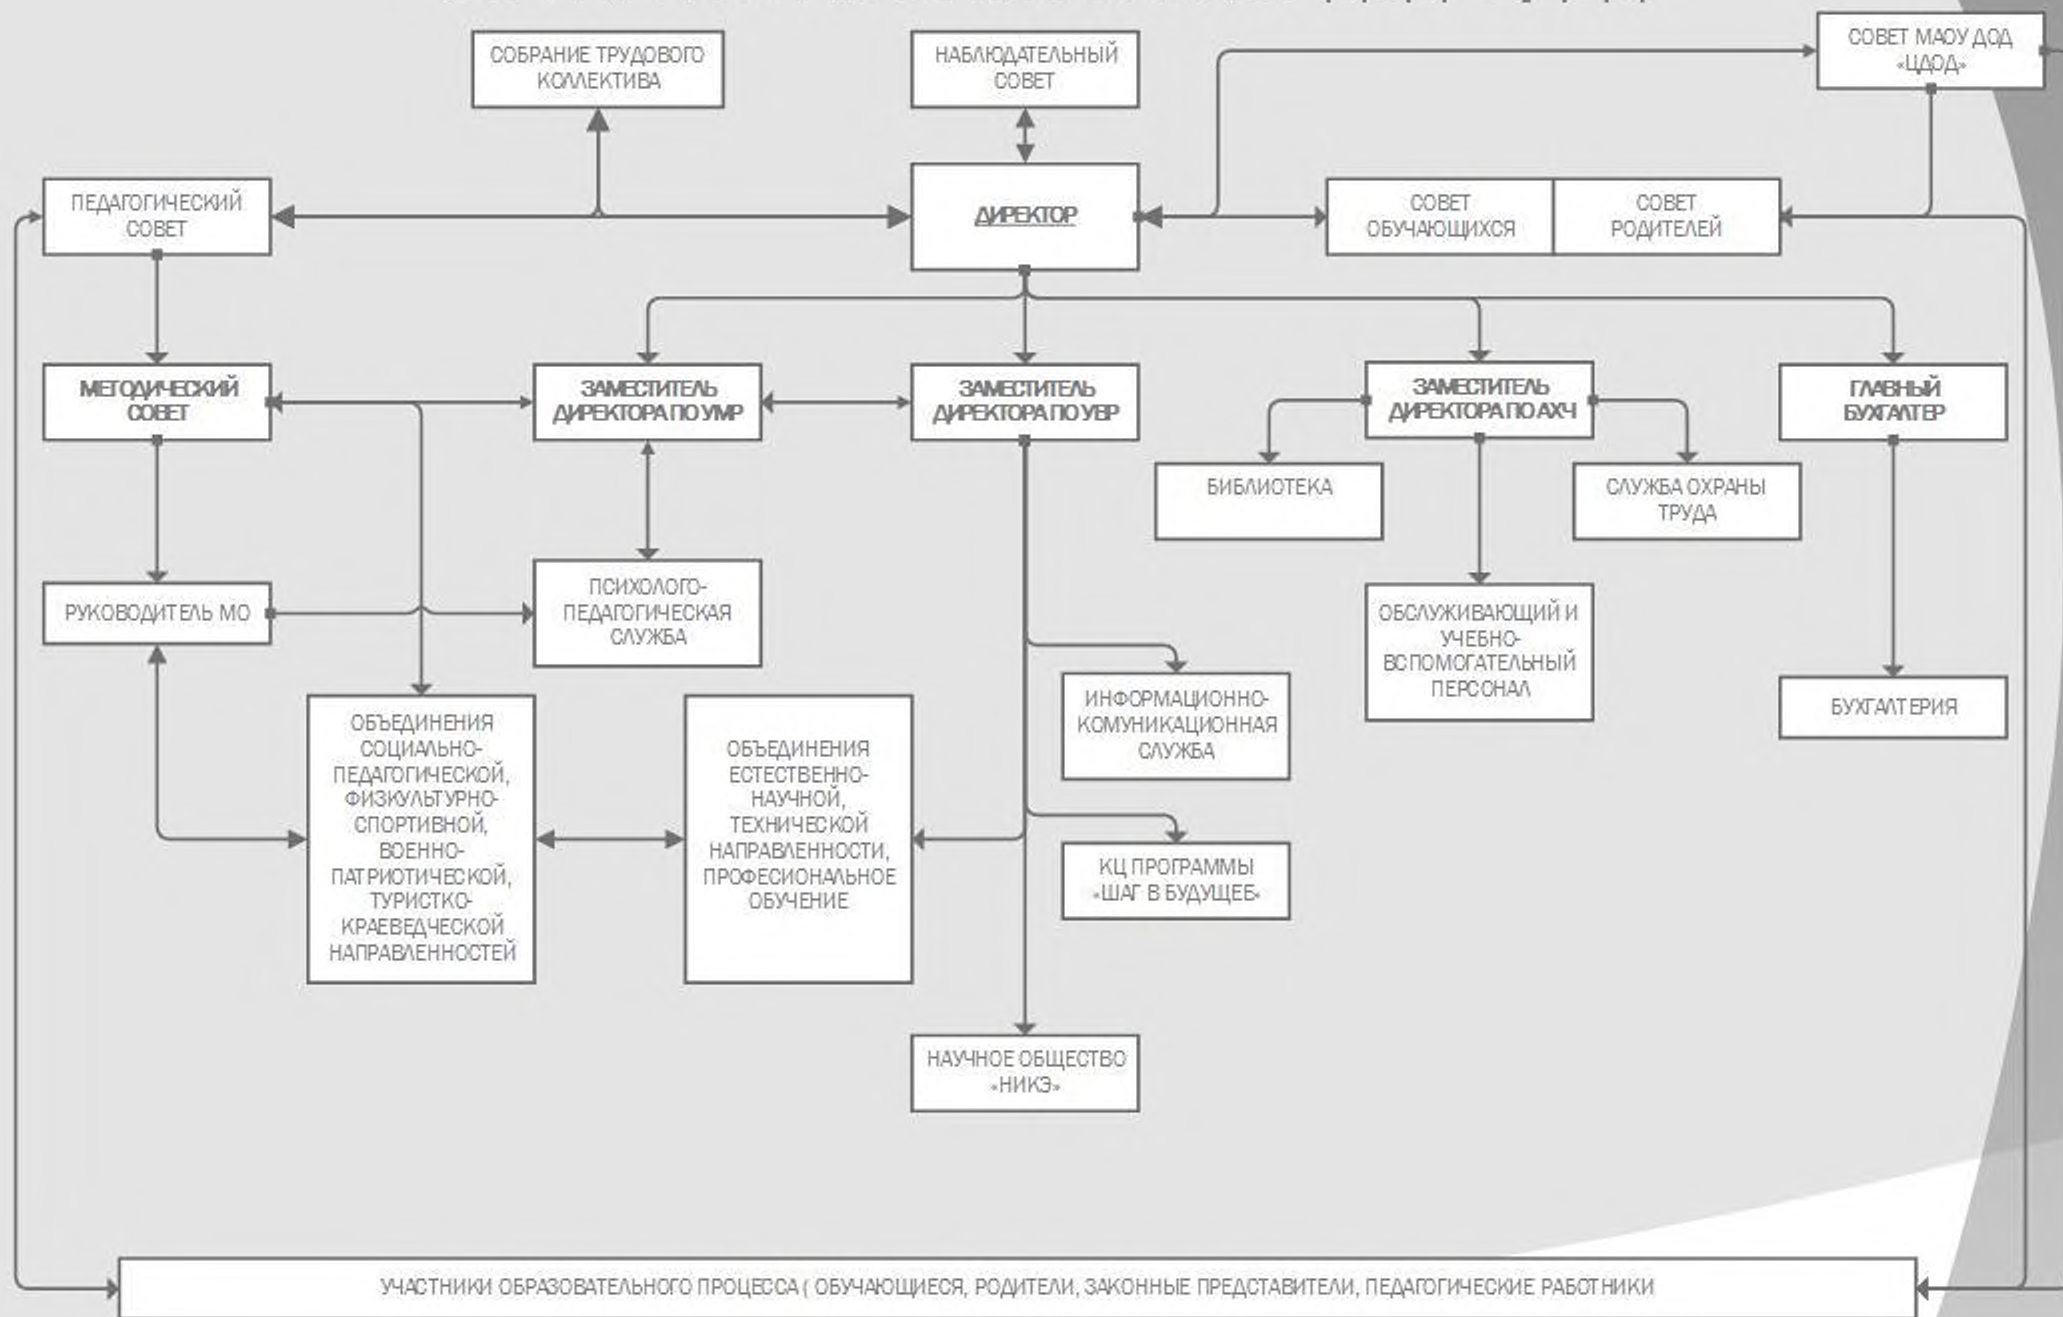 СОБРАНИЕ ТРУДОВОГО
КОЛЛЕКТИВА
НАБЛЮДАТЕЛЬНЫЙ
СОВЕТ
СОВЕТ МАОУ ДОД
«ЦДОД»
ПЕДАГОГИЧЕСКИЙ
СОВЕТ
ДИРЕКТОР
СОВЕТ
ОБУЧАЮЩИХСЯ
СОВЕТ
РОДИТЕЛЕЙ
МЕТОДИЧЕСКИЙ
СОВЕТ
ЗАМЕСТИТЕЛЬ
ДИРЕКТОРА ПО УМР
ЗАМЕСТИТЕЛЬ
ДИРЕКТОРА ПО УВР
ЗАМЕСТИТЕЛЬ
ДИРЕКТОРА ПО АХЧ
ГЛАВНЫЙ
БУХГАЛТЕР
БИБЛИОТЕКА
СЛУЖБА ОХРАНЫ
ТРУДА
РУКОВОДИТЕЛЬ МО
ПСИХОЛОГО-
ПЕДАГОГИЧЕСКАЯ
СЛУЖБА
ОБСЛУЖИВАЮЩИЙ И
УЧЕБНО-
ВСПОМОГАТЕЛЬНЫЙ
ПЕРСОНАЛ
ИНФОРМАЦИОННО-
КОМУНИКАЦИОННАЯ
СЛУЖБА
БУХГАЛТЕРИЯ
ОБЪЕДИНЕНИЯ
СОЦИАЛЬНО-
ПЕДАГОГИЧЕСКОЙ,
ФИЗКУЛЬТУРНО-
СПОРТИВНОЙ,
ВОЕННО-
ПАТРИОТИЧЕСКОЙ,
ТУРИСТКО-
КРАЕВЕДЧЕСКОЙ
НАПРАВЛЕННОСТЕЙ
ОБЪЕДИНЕНИЯ
ЕСТЕСТВЕННО-
НАУЧНОЙ,
ТЕХНИЧЕСКОЙ
НАПРАВЛЕННОСТИ,
ПРОФЕСИОНАЛЬНОЕ
ОБУЧЕНИЕ
КЦ ПРОГРАММЫ
«ШАГ В БУДУЩЕЕ»
НАУЧНОЕ ОБЩЕСТВО
«НИКЭ»
УЧАСТНИКИ ОБРАЗОВАТЕЛЬНОГО ПРОЦЕССА ( ОБУЧАЮЩИЕСЯ, РОДИТЕЛИ, ЗАКОННЫЕ ПРЕДСТАВИТЕЛИ, ПЕДАГОГИЧЕСКИЕ РАБОТНИКИ